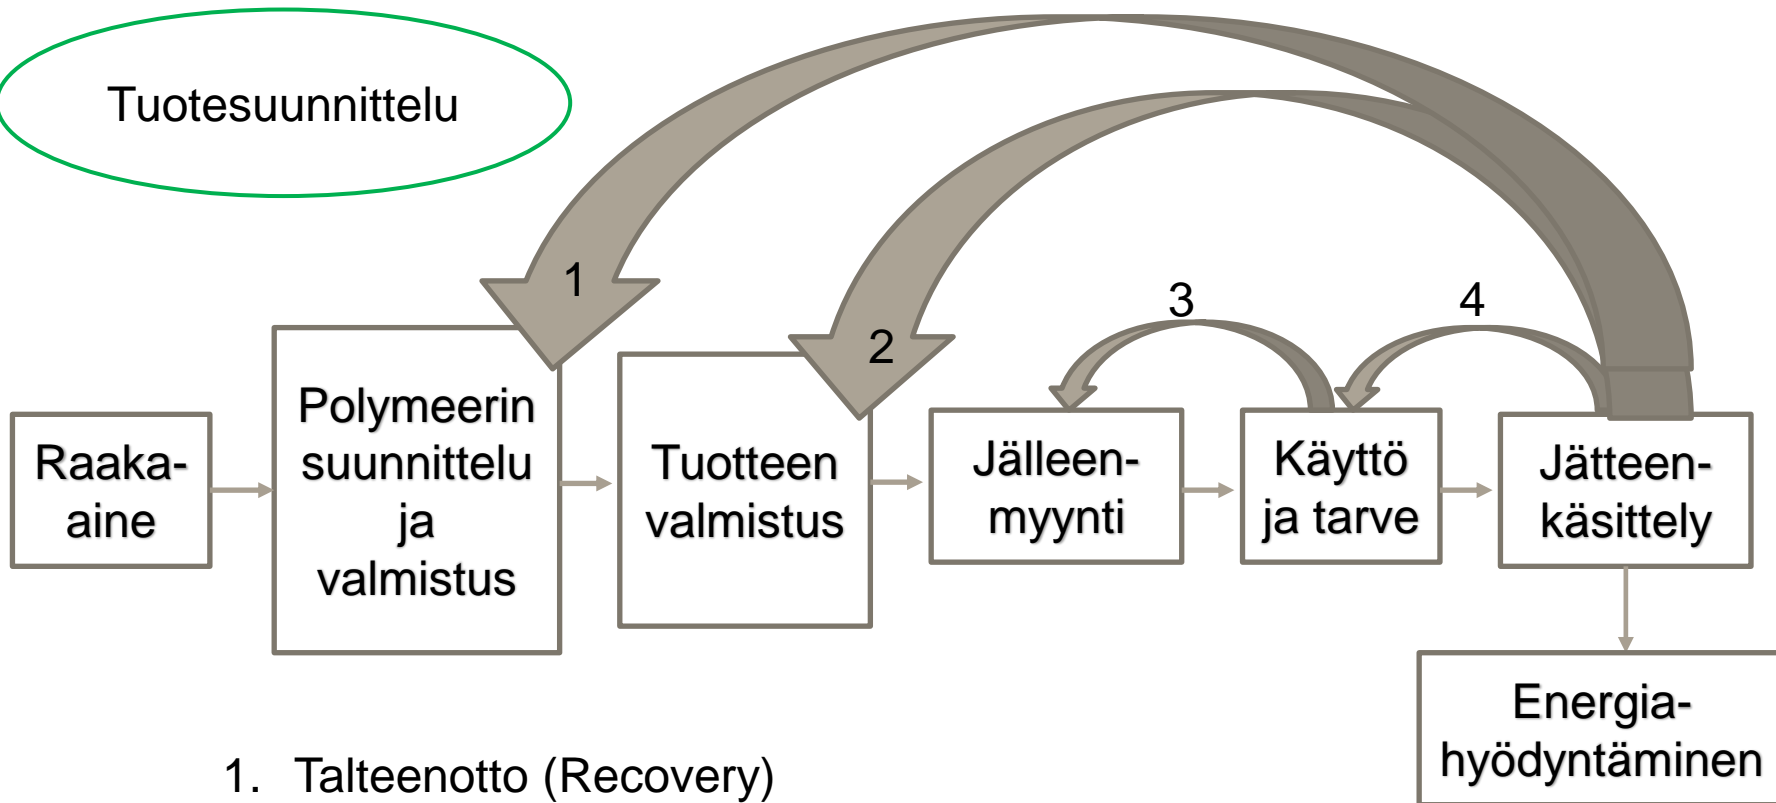 Tuotesuunnittelu
1
2
3
4
Raaka-
aine
Polymeerin
suunnittelu
ja
valmistus
Tuotteen
valmistus
Jälleen-
myynti
Käyttö
ja tarve
Jätteen-
käsittely
Energia-
hyödyntäminen
1. Talteenotto (Recovery)